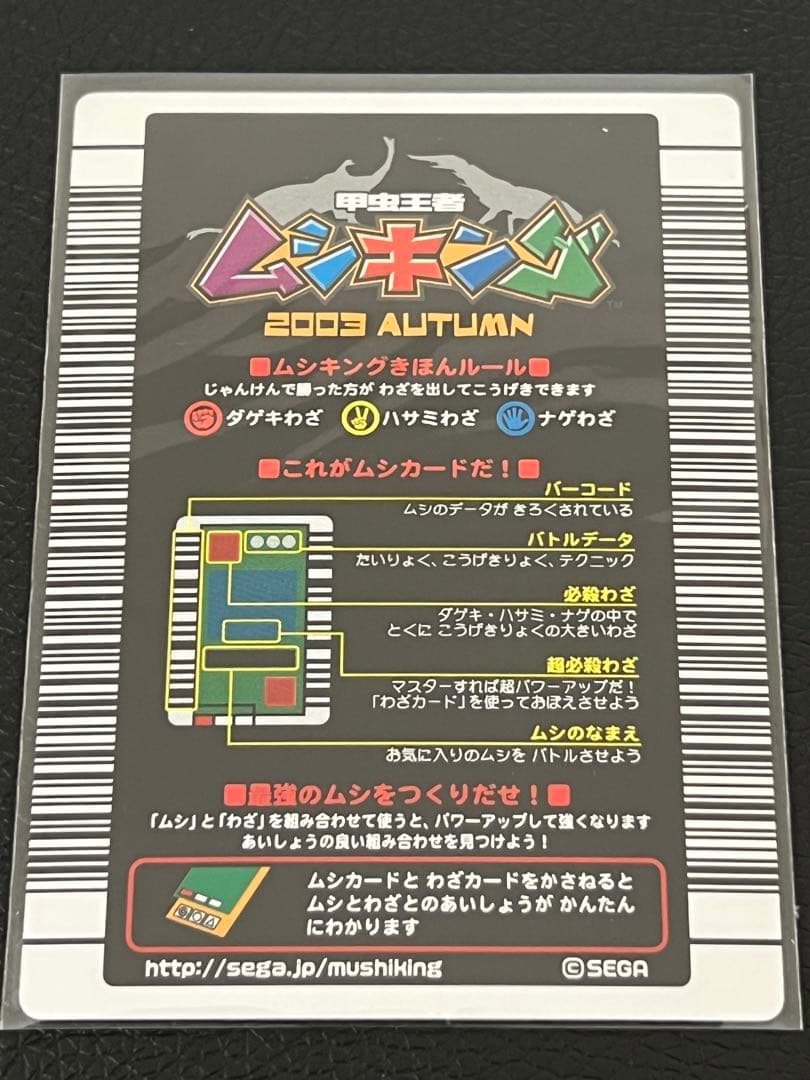 甲虫王者
ムシキング
TM
2003 AUTUMN
■ムシキングきほんルール■
じゃんけんで勝った方が わざを出してこうげきできます
ダゲキわざ ハサミわざ ナゲわざ
■これがムシカードだ!■
バーコード
ムシのデータが きろくされている
バトルデータ
たいりょく、こうげきりょく、テクニック
必殺わざ
ダゲキ・ハサミ・ナゲの中で
とくに こうげきりょくの大きいわざ
超必殺わざ
マスターすれば超パワーアップだ!
「わざカード」を使っておぼえさせよう
ムシのなまえ
お気に入りのムシを バトルさせよう
■最強のムシをつくりだせ!■
「ムシ」と「わざ」を組み合わせて使うと、パワーアップして強くなります
あいしょうの良い組み合わせを見つけよう!
ムシカードと わざカードをかさねると
ムシとわざとのあいしょうが かんたん
にわかります
http://sega.jp/mushiking
©SEGA